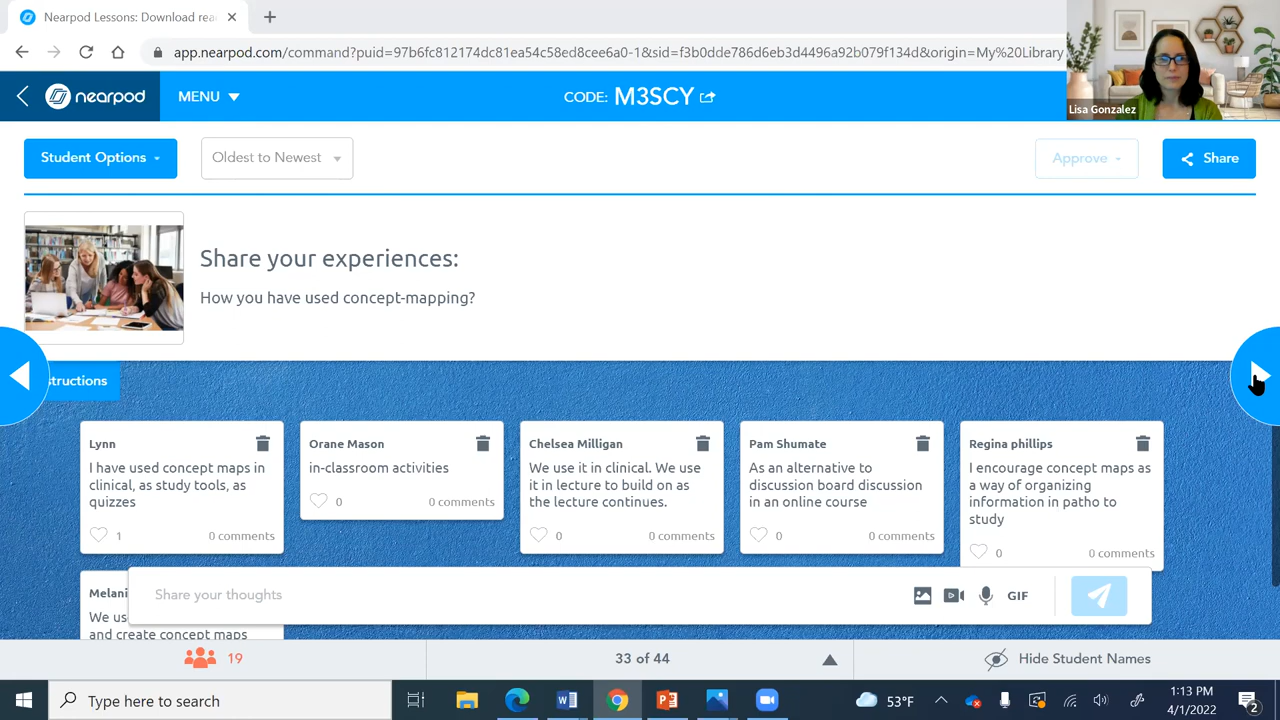 Nearpod Lessons: Download rea
app.nearpod.com/command?puid=97b6fc812174dc81ea54c58ed8cee6a0-1&sid=f3b0dde786d6eb3d4496a92b079f134d&origin=My%20Library
Lisa Gonzalez
nearpod
MENU
CODE: M3SCY
Student Options
Oldest to Newest
Approve
Share
Share your experiences:
How you have used concept-mapping?
structions
Lynn
I have used concept maps in
clinical, as study tools, as
quizzes
1
0 comments
Orane Mason
in-classroom activities
0
0 comments
Chelsea Milligan
We use it in clinical. We use
it in lecture to build on as
the lecture continues.
0
0 comments
Pam Shumate
As an alternative to
discussion board discussion
in an online course
0
0 comments
Regina phillips
I encourage concept maps as
a way of organizing
information in patho to
study
0
0 comments
Melani
We us
and create concept maps
Share your thoughts
GIF
19
33 of 44
Hide Student Names
Type here to search
53°F
1:13 PM
4/1/2022
2